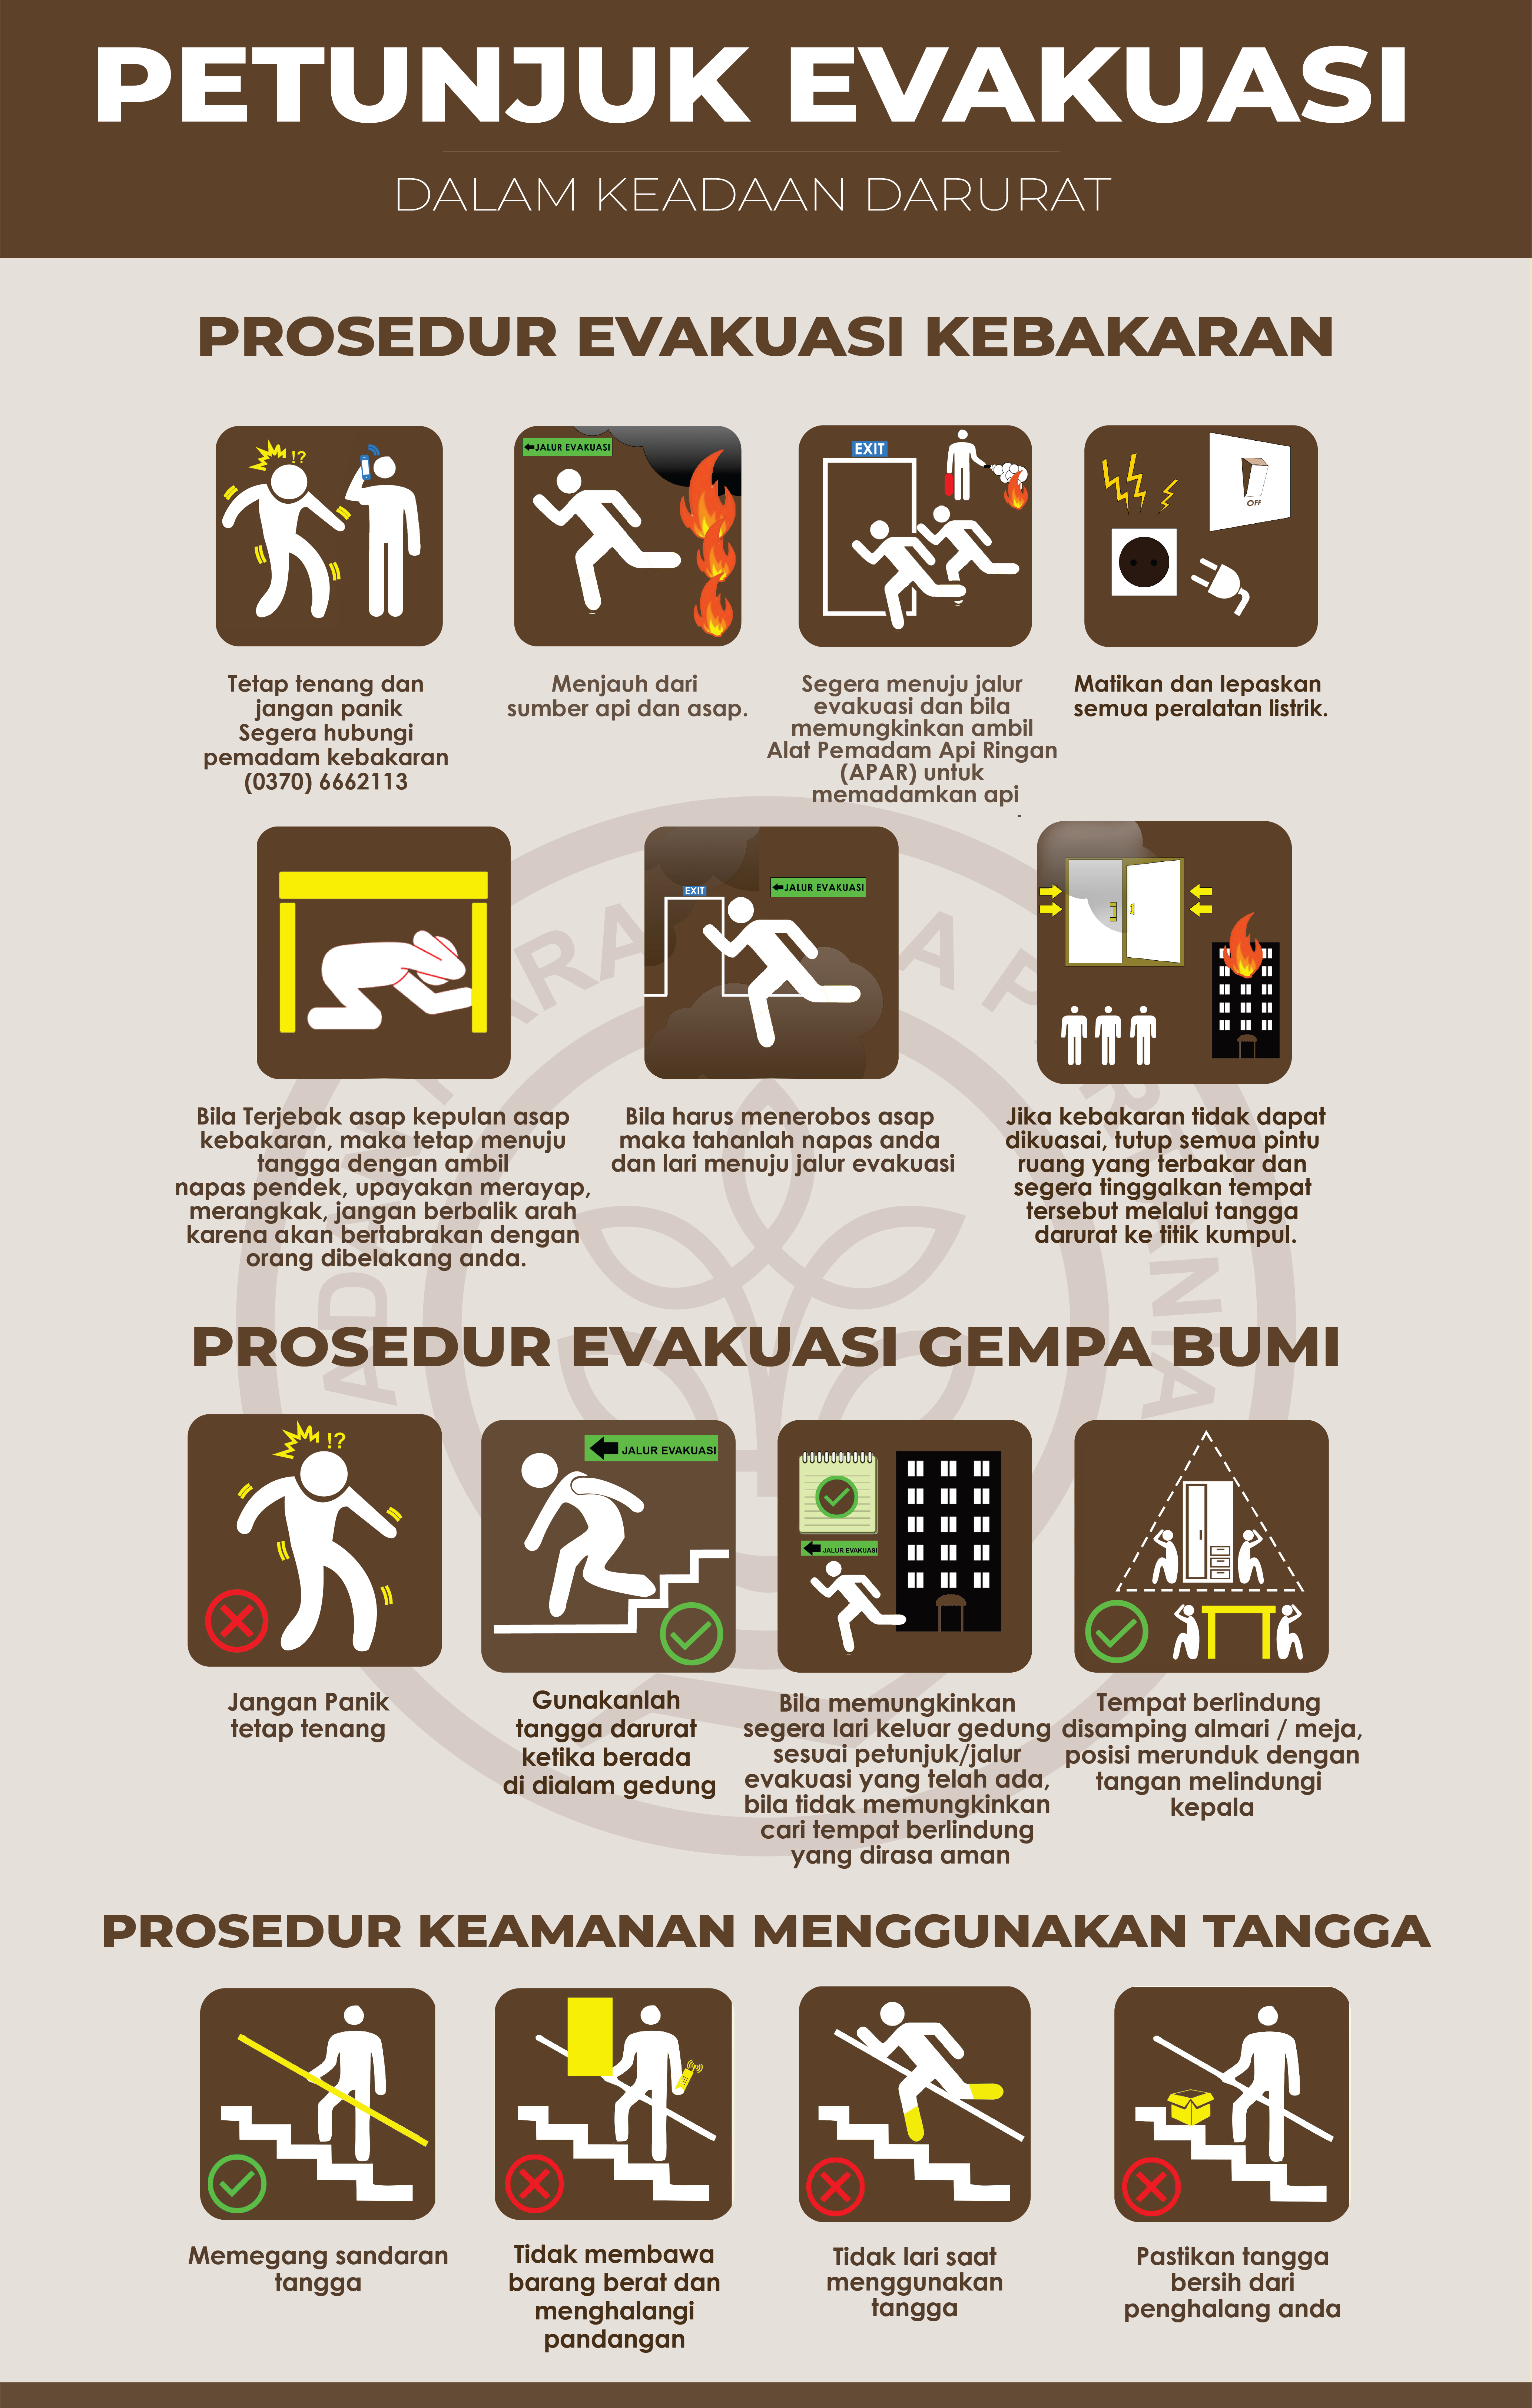 PETUNJUK EVAKUASI
DALAM KEADAAN DARURAT
PROSEDUR EVAKUASI KEBAKARAN
!?
JALUR EVAKUASI
EXIT
OFF
Tetap tenang dan
jangan panik
Segera hubungi
pemadam kebakaran
(0370) 6662113
Menjauh dari
sumber api dan asap.
Segera menuju jalur
evakuasi dan bila
memungkinkan ambil
Alat Pemadam Api Ringan
(APAR) untuk
memadamkan api
.
Matikan dan lepaskan
semua peralatan listrik.
EXIT
JALUR EVAKUASI
Bila Terjebak asap kepulan asap
kebakaran, maka tetap menuju
tangga dengan ambil
napas pendek, upayakan merayap,
merangkak, jangan berbalik arah
karena akan bertabrakan dengan
orang dibelakang anda.
Bila harus menerobos asap
maka tahanlah napas anda
dan lari menuju jalur evakuasi
Jika kebakaran tidak dapat
dikuasai, tutup semua pintu
ruang yang terbakar dan
segera tinggalkan tempat
tersebut melalui tangga
darurat ke titik kumpul.
PROSEDUR EVAKUASI GEMPA BUMI
!?
JALUR EVAKUASI
JALUR EVAKUASI
Jangan Panik
tetap tenang
Gunakanlah
tangga darurat
ketika berada
di dialam gedung
Bila memungkinkan
segera lari keluar gedung
sesuai petunjuk/jalur
evakuasi yang telah ada,
bila tidak memungkinkan
cari tempat berlindung
yang dirasa aman
Tempat berlindung
disamping almari / meja,
posisi merunduk dengan
tangan melindungi
kepala
PROSEDUR KEAMANAN MENGGUNAKAN TANGGA
Memegang sandaran
tangga
Tidak membawa
barang berat dan
menghalangi
pandangan
Tidak lari saat
menggunakan
tangga
Pastikan tangga
bersih dari
penghalang anda